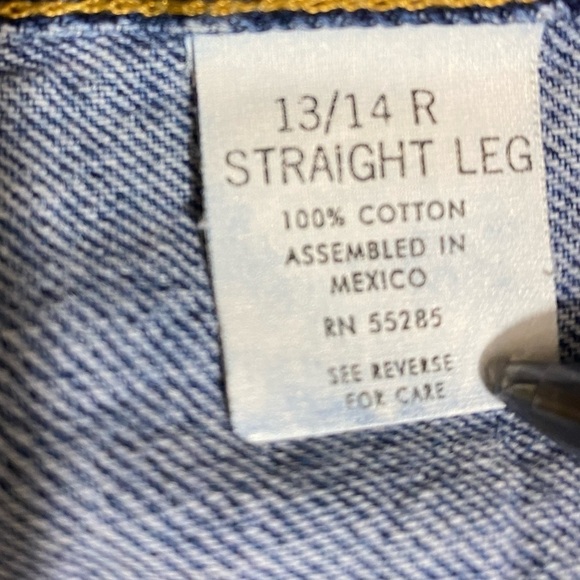 13/14 R
STRAIGHT LEG
100% COTTON
ASSEMBLED IN
MEXICO
RN 55285
SEE REVERSE
FOR CARE